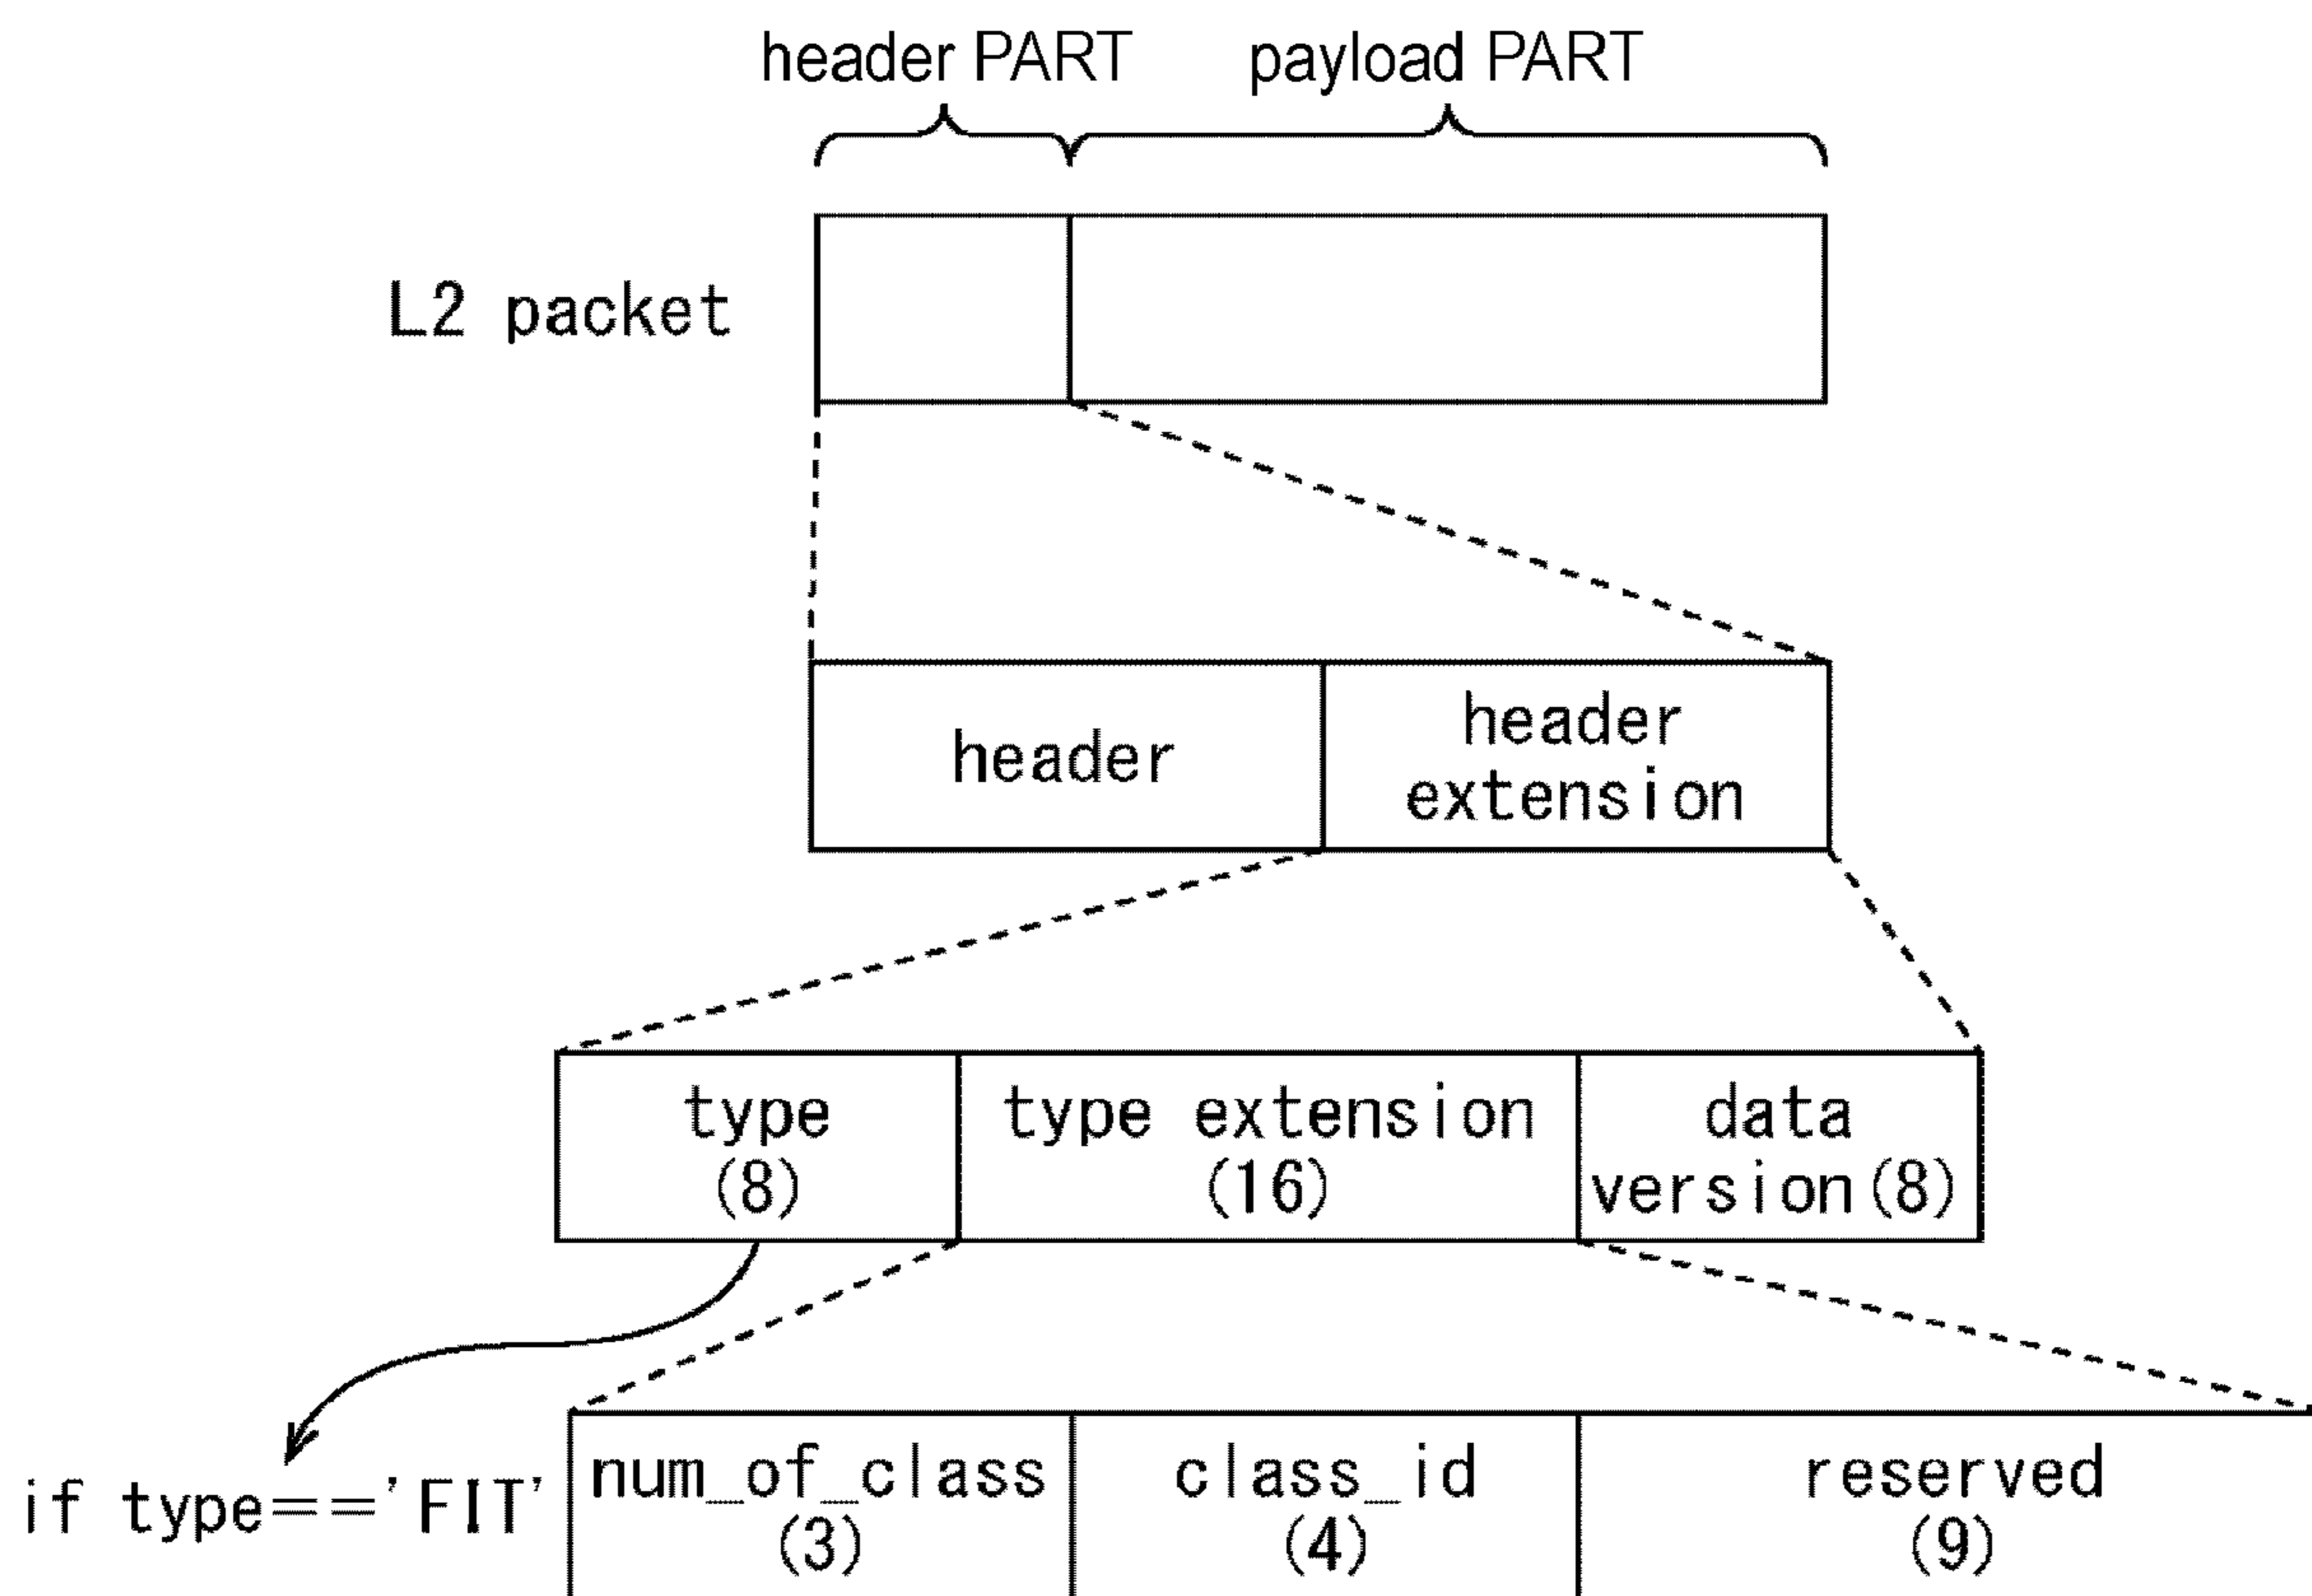 header PART payload PART
L2 packet
header
header
extension
type
(8)
type extension
(16)
data
version(8)
if type=='FIT'
num_of_class
(3)
class_id
(4)
reserved
(9)